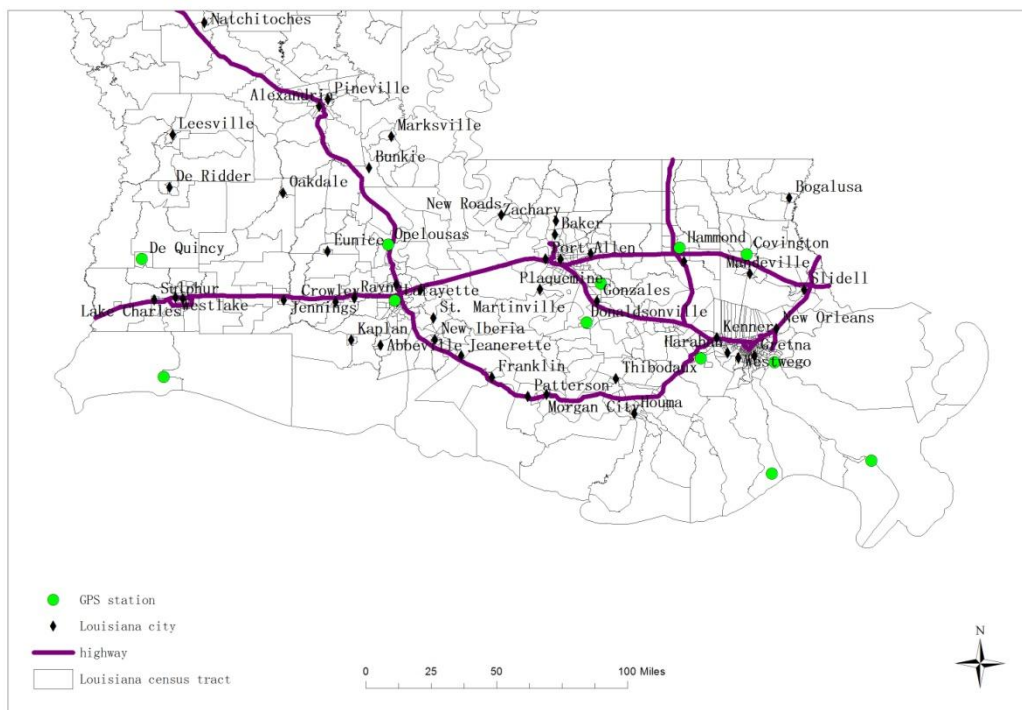 Natchitoches
Pineville
Alexandria
Marksville
Leesville
Bunkie
De Ridder
Oakdale
Bogalusa
New Roads
Zachary
Baker
Opelousas
Eunice
De Quincy
Hammond
Covington
Port Allen
Mandeville
Plaquemine
Slidell
Sulphur
Westlake
Lake Charles
Crowley
Rayne
Lafayette
Gonzales
Jennings
St.
Martinville
Donaldsonville
New Orleans
Kenner
Kaplan
New Iberia
Harahan
Gretna
Abbeville
Jeanerette
Westwego
Franklin
Thibodaux
Patterson
Morgan City
Houma
GPS station
Louisiana city
highway
Louisiana census tract
0 25 50 100 Miles
N